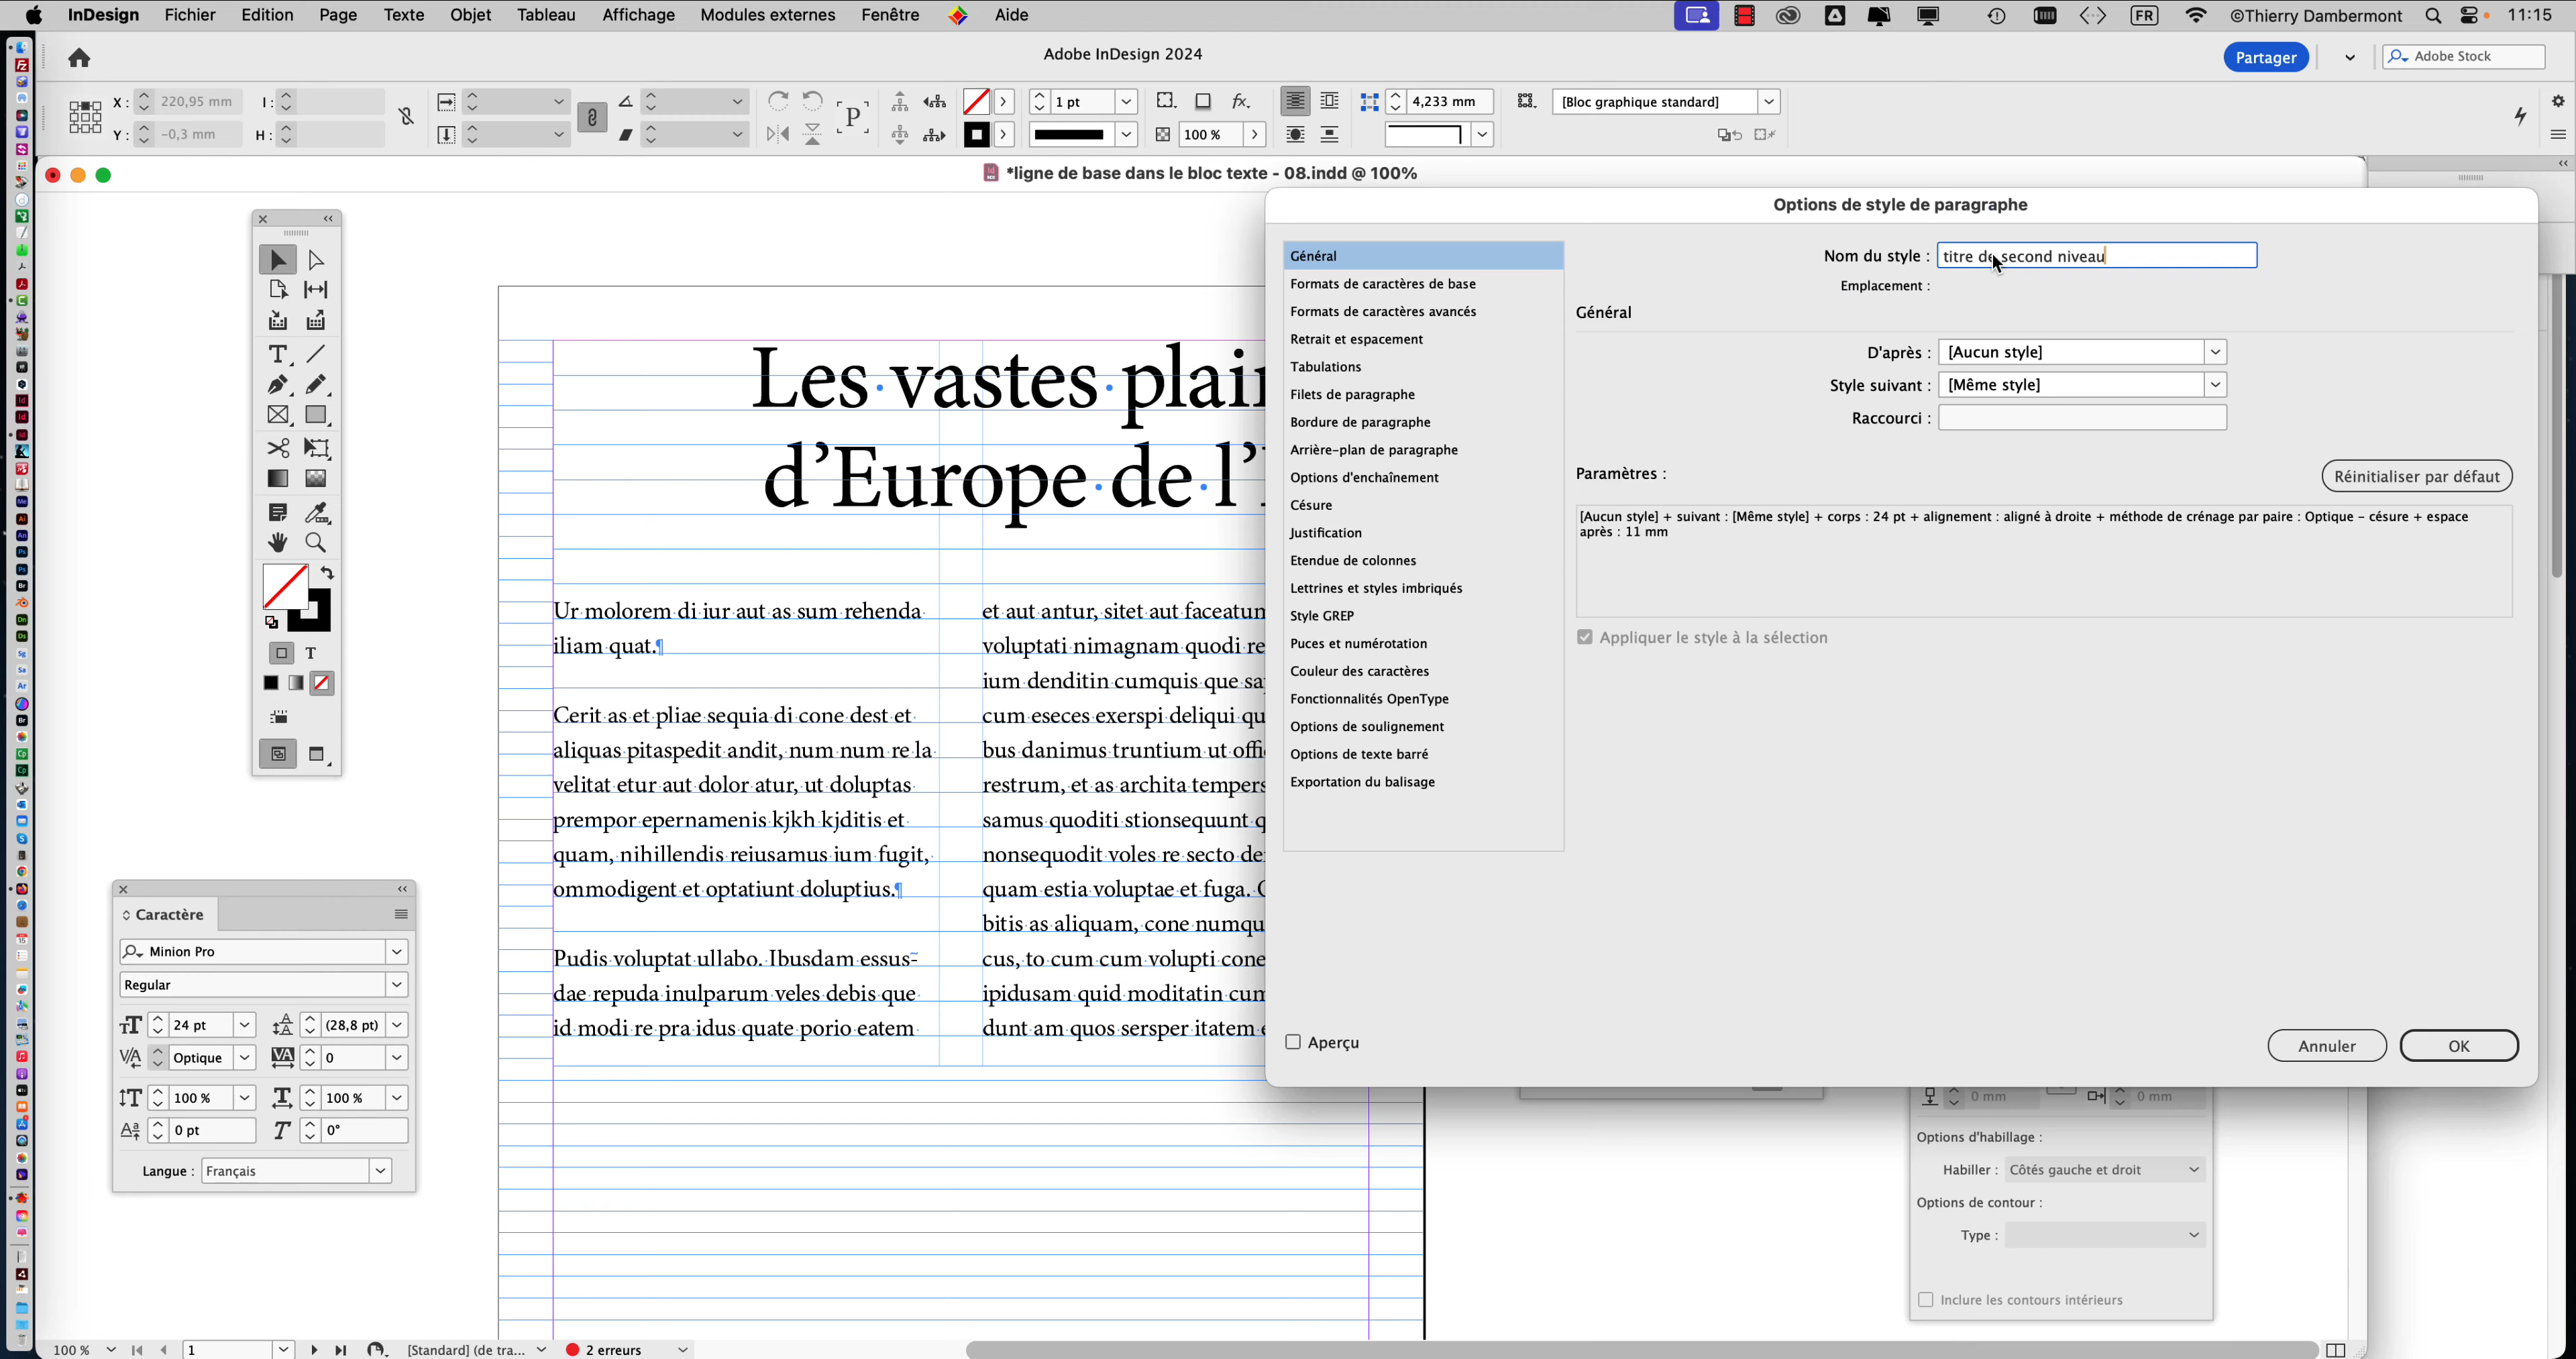 InDesign Fichier Edition Page Texte Objet Tableau Affichage Modules externes Fenêtre Aide FR ©Thierry Dambermont 11:15
Adobe InDesign 2024 Partager Adobe Stock
X : 220,95 mm I : 1 pt 4,233 mm [Bloc graphique standard]
Y : -0,3 mm H : 100 %
*ligne de base dans le bloc texte - 08.indd @ 100%
Options de style de paragraphe
Général
Formats de caractères de base
Formats de caractères avancés
Retrait et espacement
Tabulations
Filets de paragraphe
Bordure de paragraphe
Arrière-plan de paragraphe
Options d'enchaînement
Césure
Justification
Etendue de colonnes
Lettrines et styles imbriqués
Style GREP
Puces et numérotation
Couleur des caractères
Fonctionnalités OpenType
Options de soulignement
Options de texte barré
Exportation du balisage
Nom du style : titre de second niveau
Emplacement :
Général
D'après : [Aucun style]
Style suivant : [Même style]
Raccourci :
Paramètres : Réinitialiser par défaut
[Aucun style] + suivant : [Même style] + corps : 24 pt + alignement : aligné à droite + méthode de crénage par paire : Optique - césure + espace
après : 11 mm
Appliquer le style à la sélection
Aperçu Annuler OK
Les vastes plai
d’Europe de l’
Ur molorem di iur aut as sum rehenda
iliam quat.¶
Cerit as et pliae sequia di cone dest et
aliquas pitaspedit andit, num num re la
velitat etur aut dolor atur, ut doluptas
prempor epernamenis kjkh kjditis et
quam, nihillendis reiusamus ium fugit,
ommodigent et optatiunt doluptius.¶
Pudis voluptat ullabo. Ibusdam essus-
dae repuda inulparum veles debis que
id modi re pra idus quate porio eatem
et aut antur, sitet aut faceatum
voluptati nimagnam quodi re
ium denditin cumquis que sa
cum eseces exerspi deliqui qu
bus danimus truntium ut offi
restrum, et as archita tempers
samus quoditi stionsequunt q
nonsequodit voles re secto de
quam estia voluptae et fuga.
bitis as aliquam, cone numqu
cus, to cum cum volupti cone
ipidusam quid moditatin cum
dunt am quos sersper itatem e
Caractère
Minion Pro
Regular
24 pt (28,8 pt)
Optique 0
100 % 100 %
0 pt 0°
Langue : Français
0 mm 0 mm
Options d'habillage :
Habiller : Côtés gauche et droit
Options de contour :
Type :
Inclure les contours intérieurs
100 % 1 [Standard] (de tra... 2 erreurs